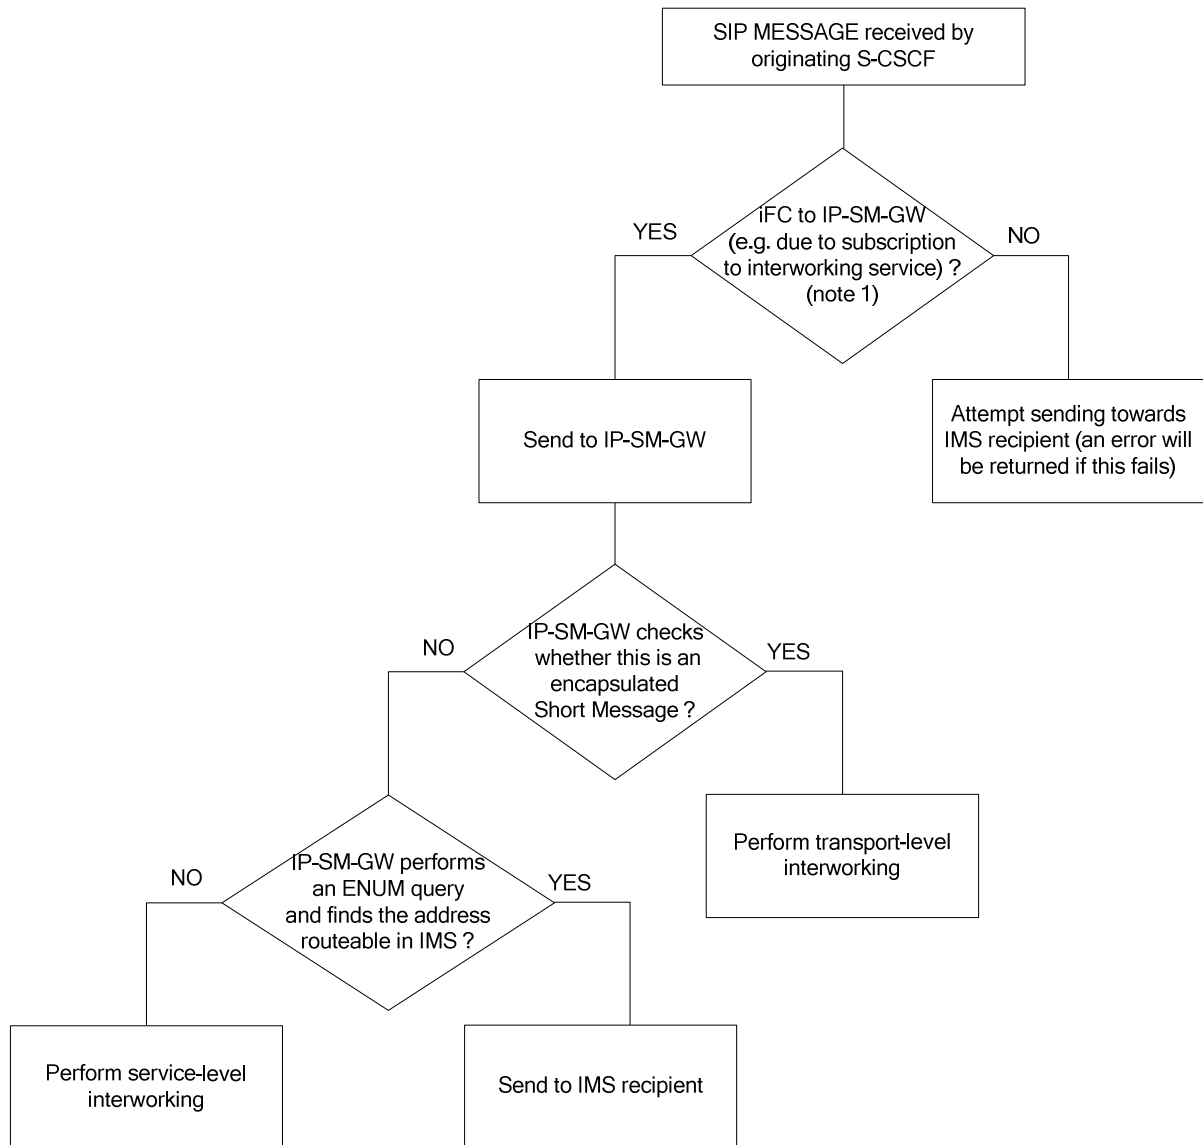 SIP MESSAGE received by
originating S-CSCF
iFC to IP-SM-GW
(e.g. due to subscription
to interworking service) ?
(note 1)
YES
NO
Send to IP-SM-GW
Attempt sending towards
IMS recipient (an error will
be returned if this fails)
IP-SM-GW checks
whether this is an
encapsulated
Short Message ?
NO
YES
Perform transport-level
interworking
IP-SM-GW performs
an ENUM query
and finds the address
routeable in IMS ?
NO
YES
Perform service-level
interworking
Send to IMS recipient